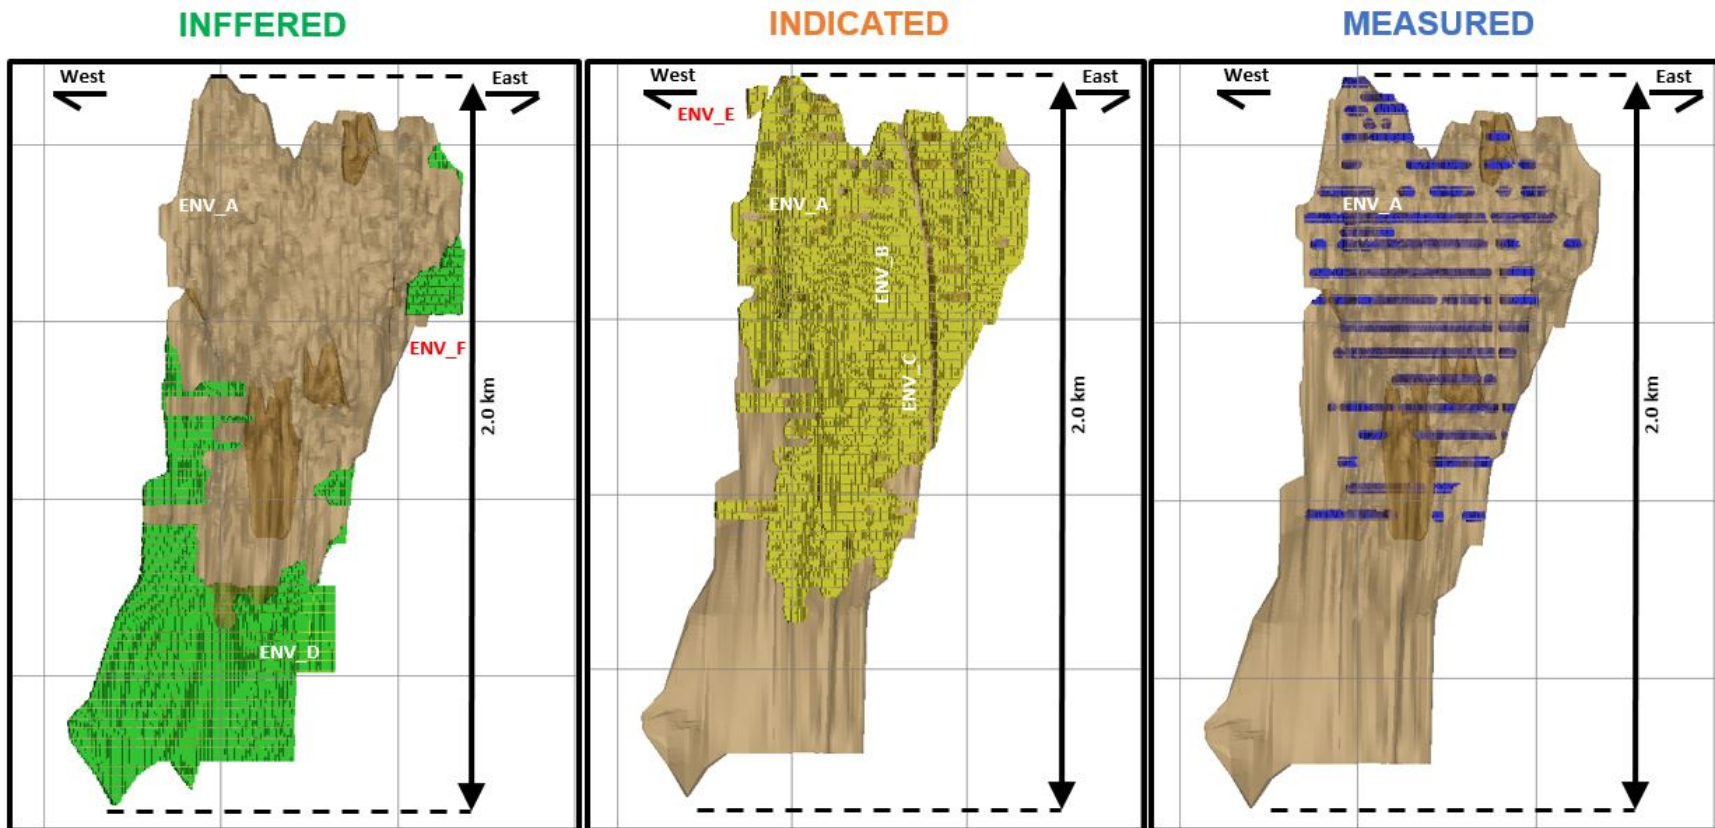 INFFERED
INDICATED
MEASURED
West
East
ENV_A
ENV_F
2.0 km
ENV_D
West
East
ENV_E
ENV_A
ENV_B
ENV_C
2.0 km
West
East
ENV_A
2.0 km